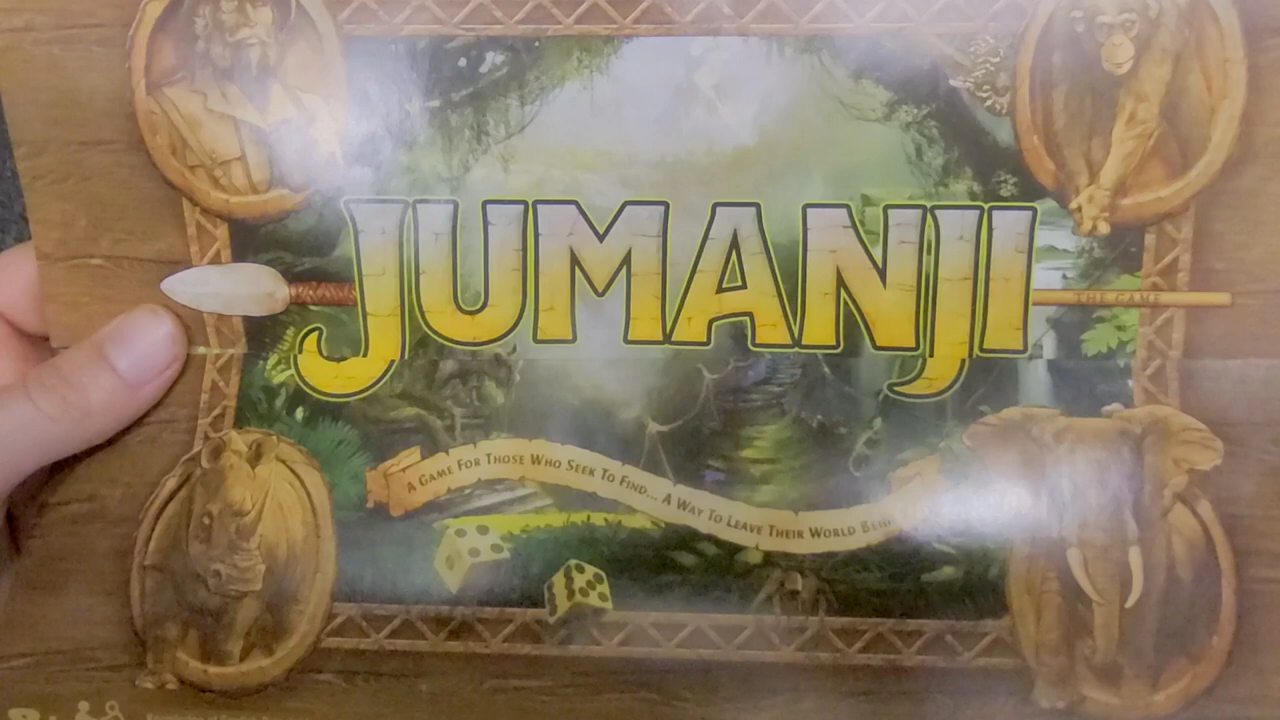 JUMANJI
THE GAME
A GAME FOR THOSE WHO SEEK TO FIND... A WAY TO LEAVE THEIR WORLD